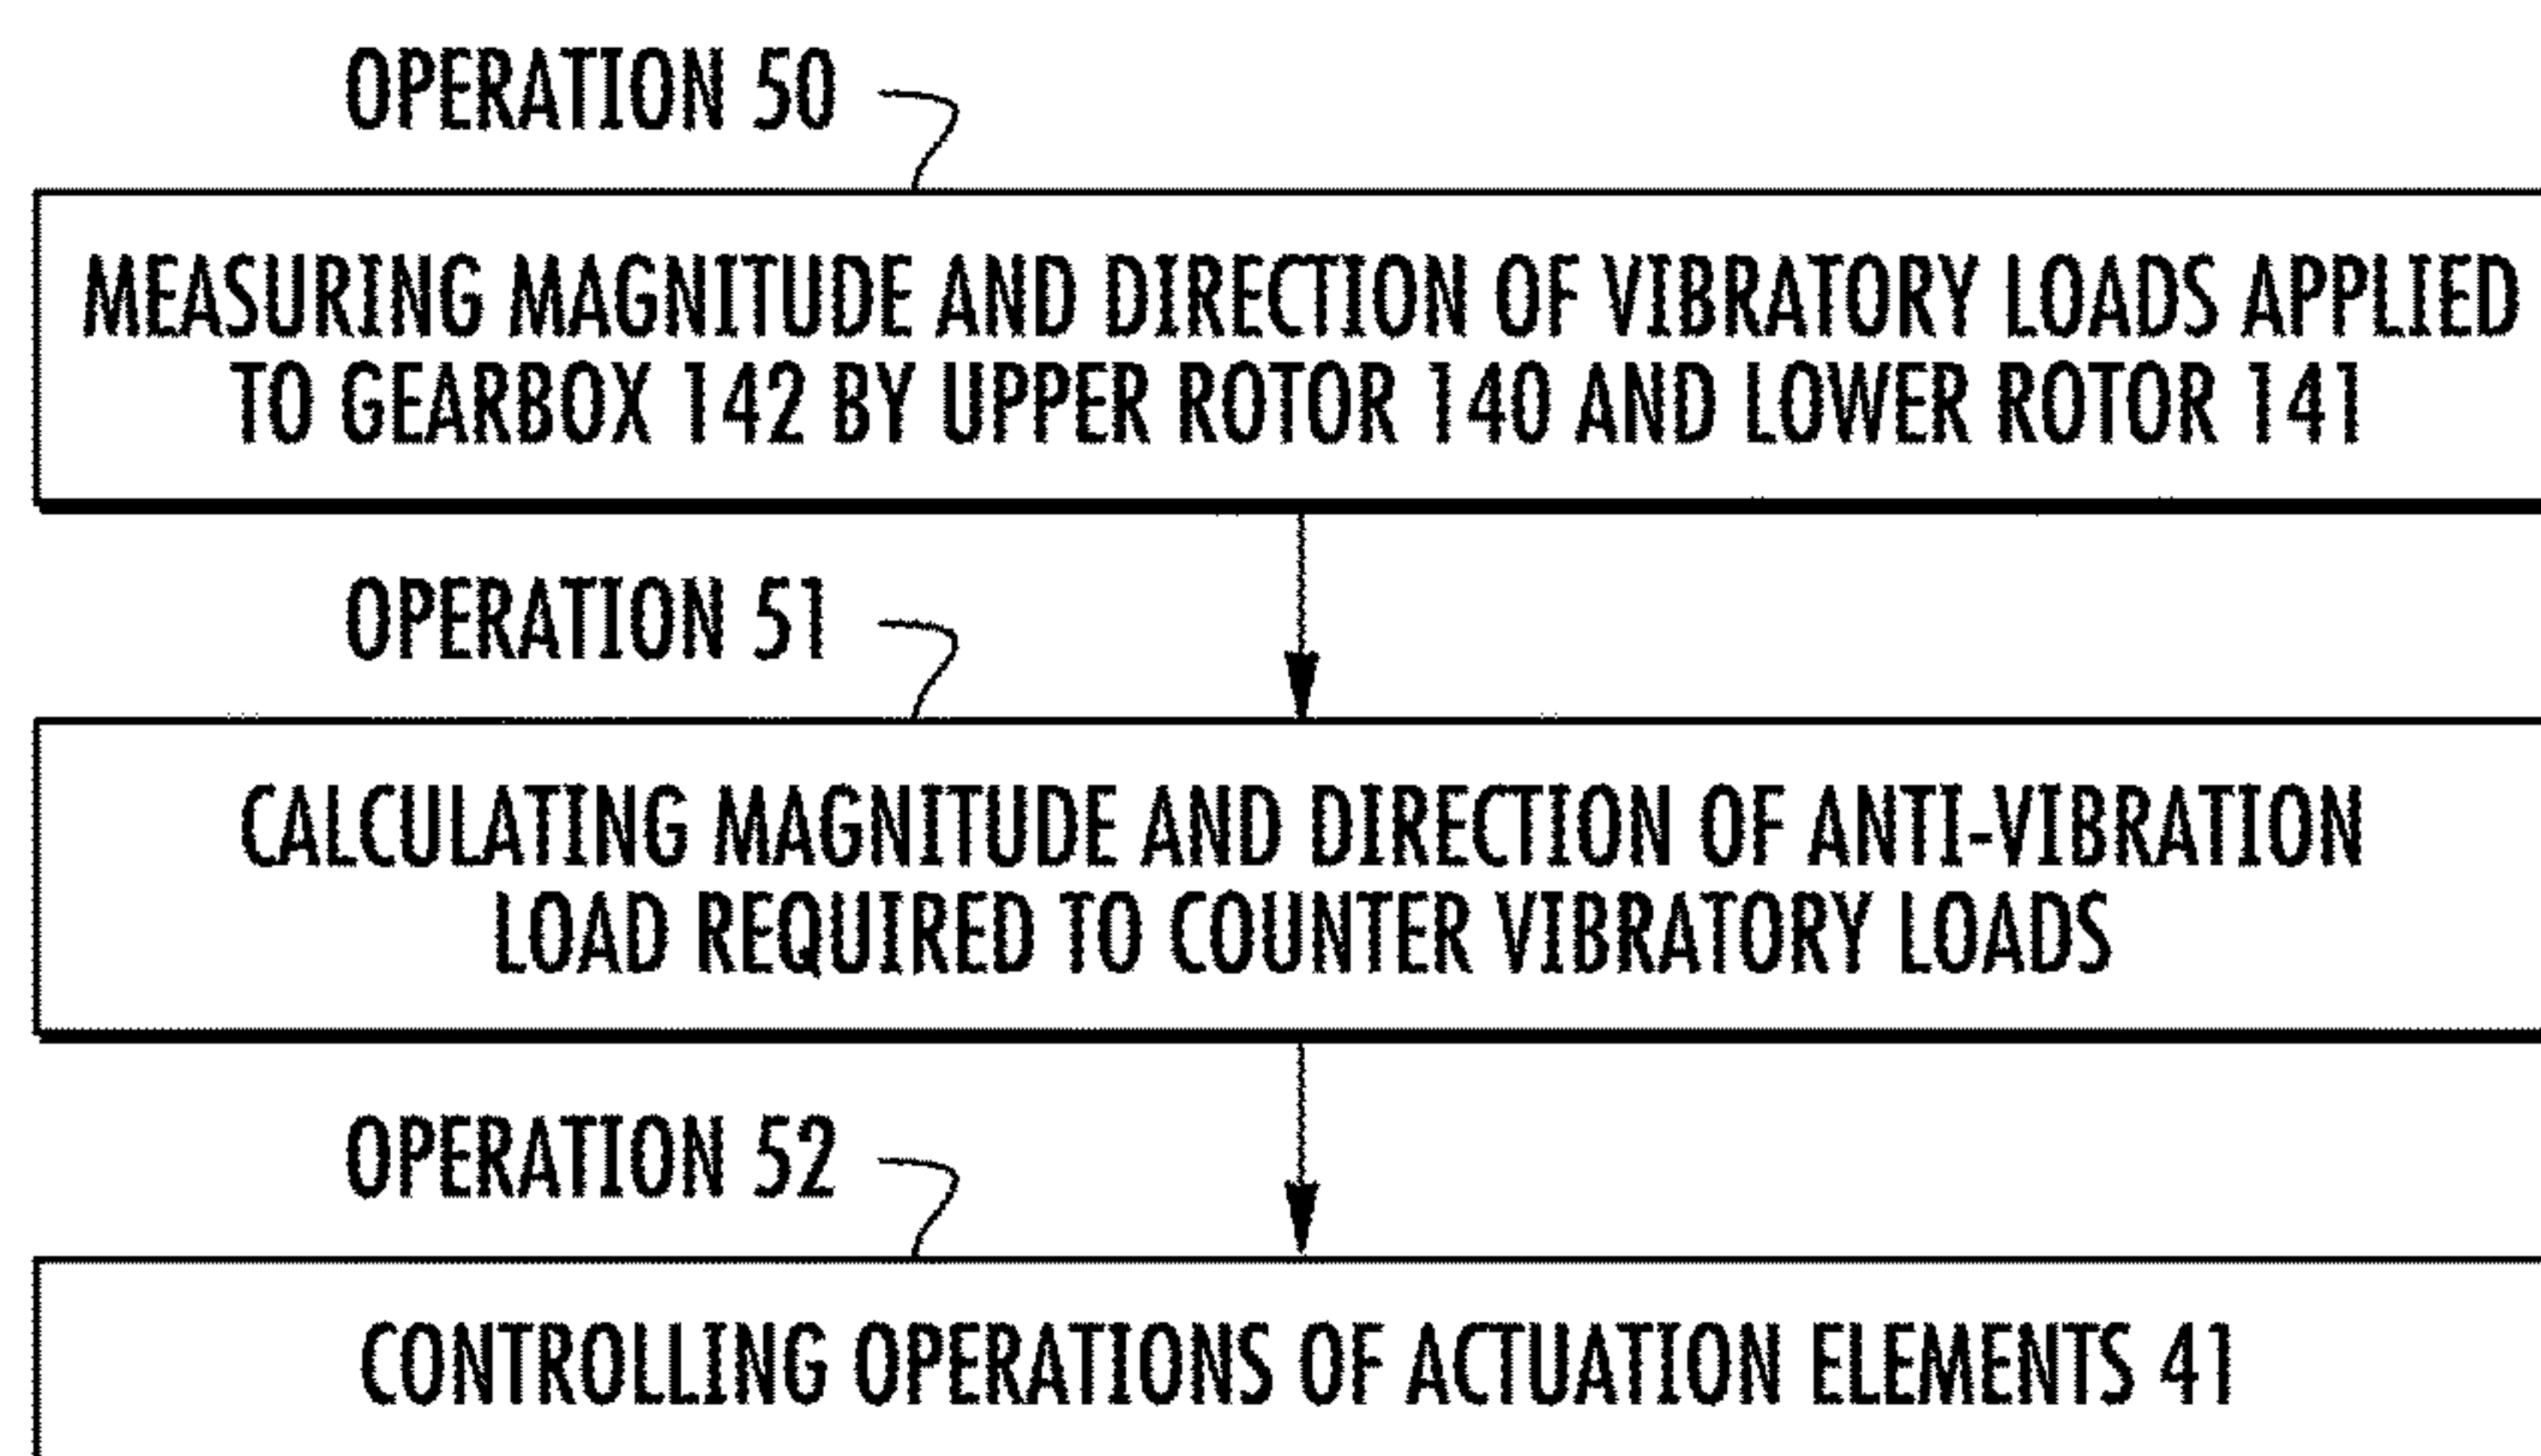 OPERATION 50
MEASURING MAGNITUDE AND DIRECTION OF VIBRATORY LOADS APPLIED
TO GEARBOX 142 BY UPPER ROTOR 140 AND LOWER ROTOR 141
OPERATION 51
CALCULATING MAGNITUDE AND DIRECTION OF ANTI-VIBRATION
LOAD REQUIRED TO COUNTER VIBRATORY LOADS
OPERATION 52
CONTROLLING OPERATIONS OF ACTUATION ELEMENTS 41